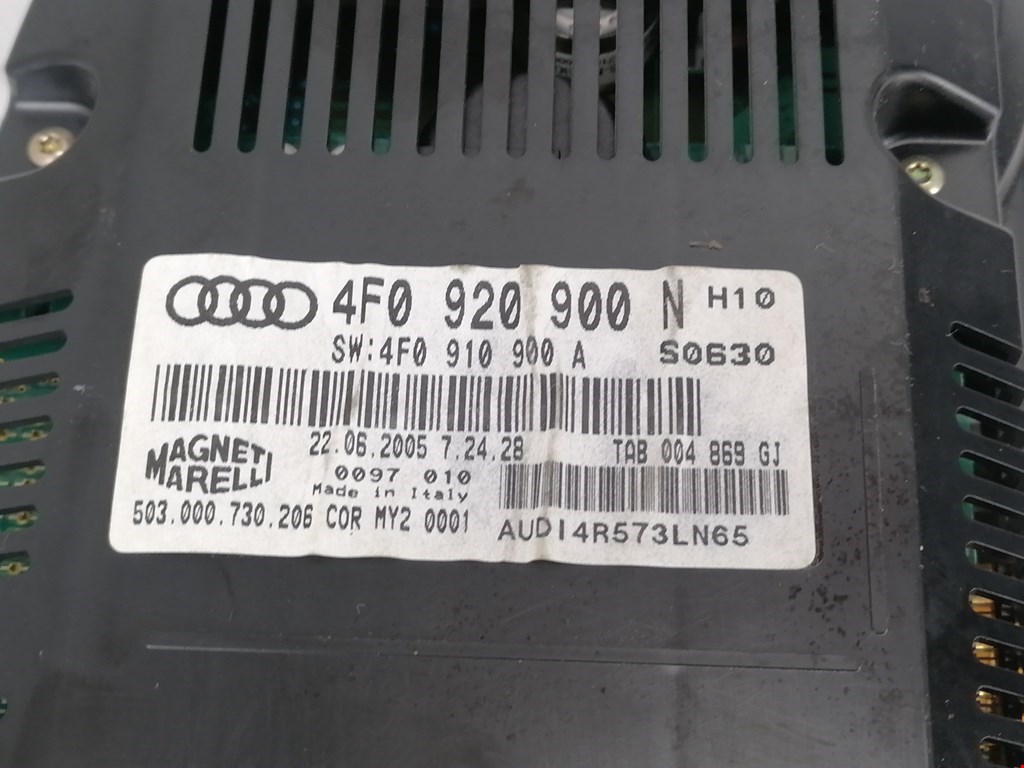 4F0 920 900 N H10
SW:4F0 910 900 A S0630
22.06.2005 7.24.28 TAB 004 869 GJ
MAGNETI
MARELLI
0097 010
Made in Italy
503.000.730.206 COR MY2 0001
AUDI4R573LN65